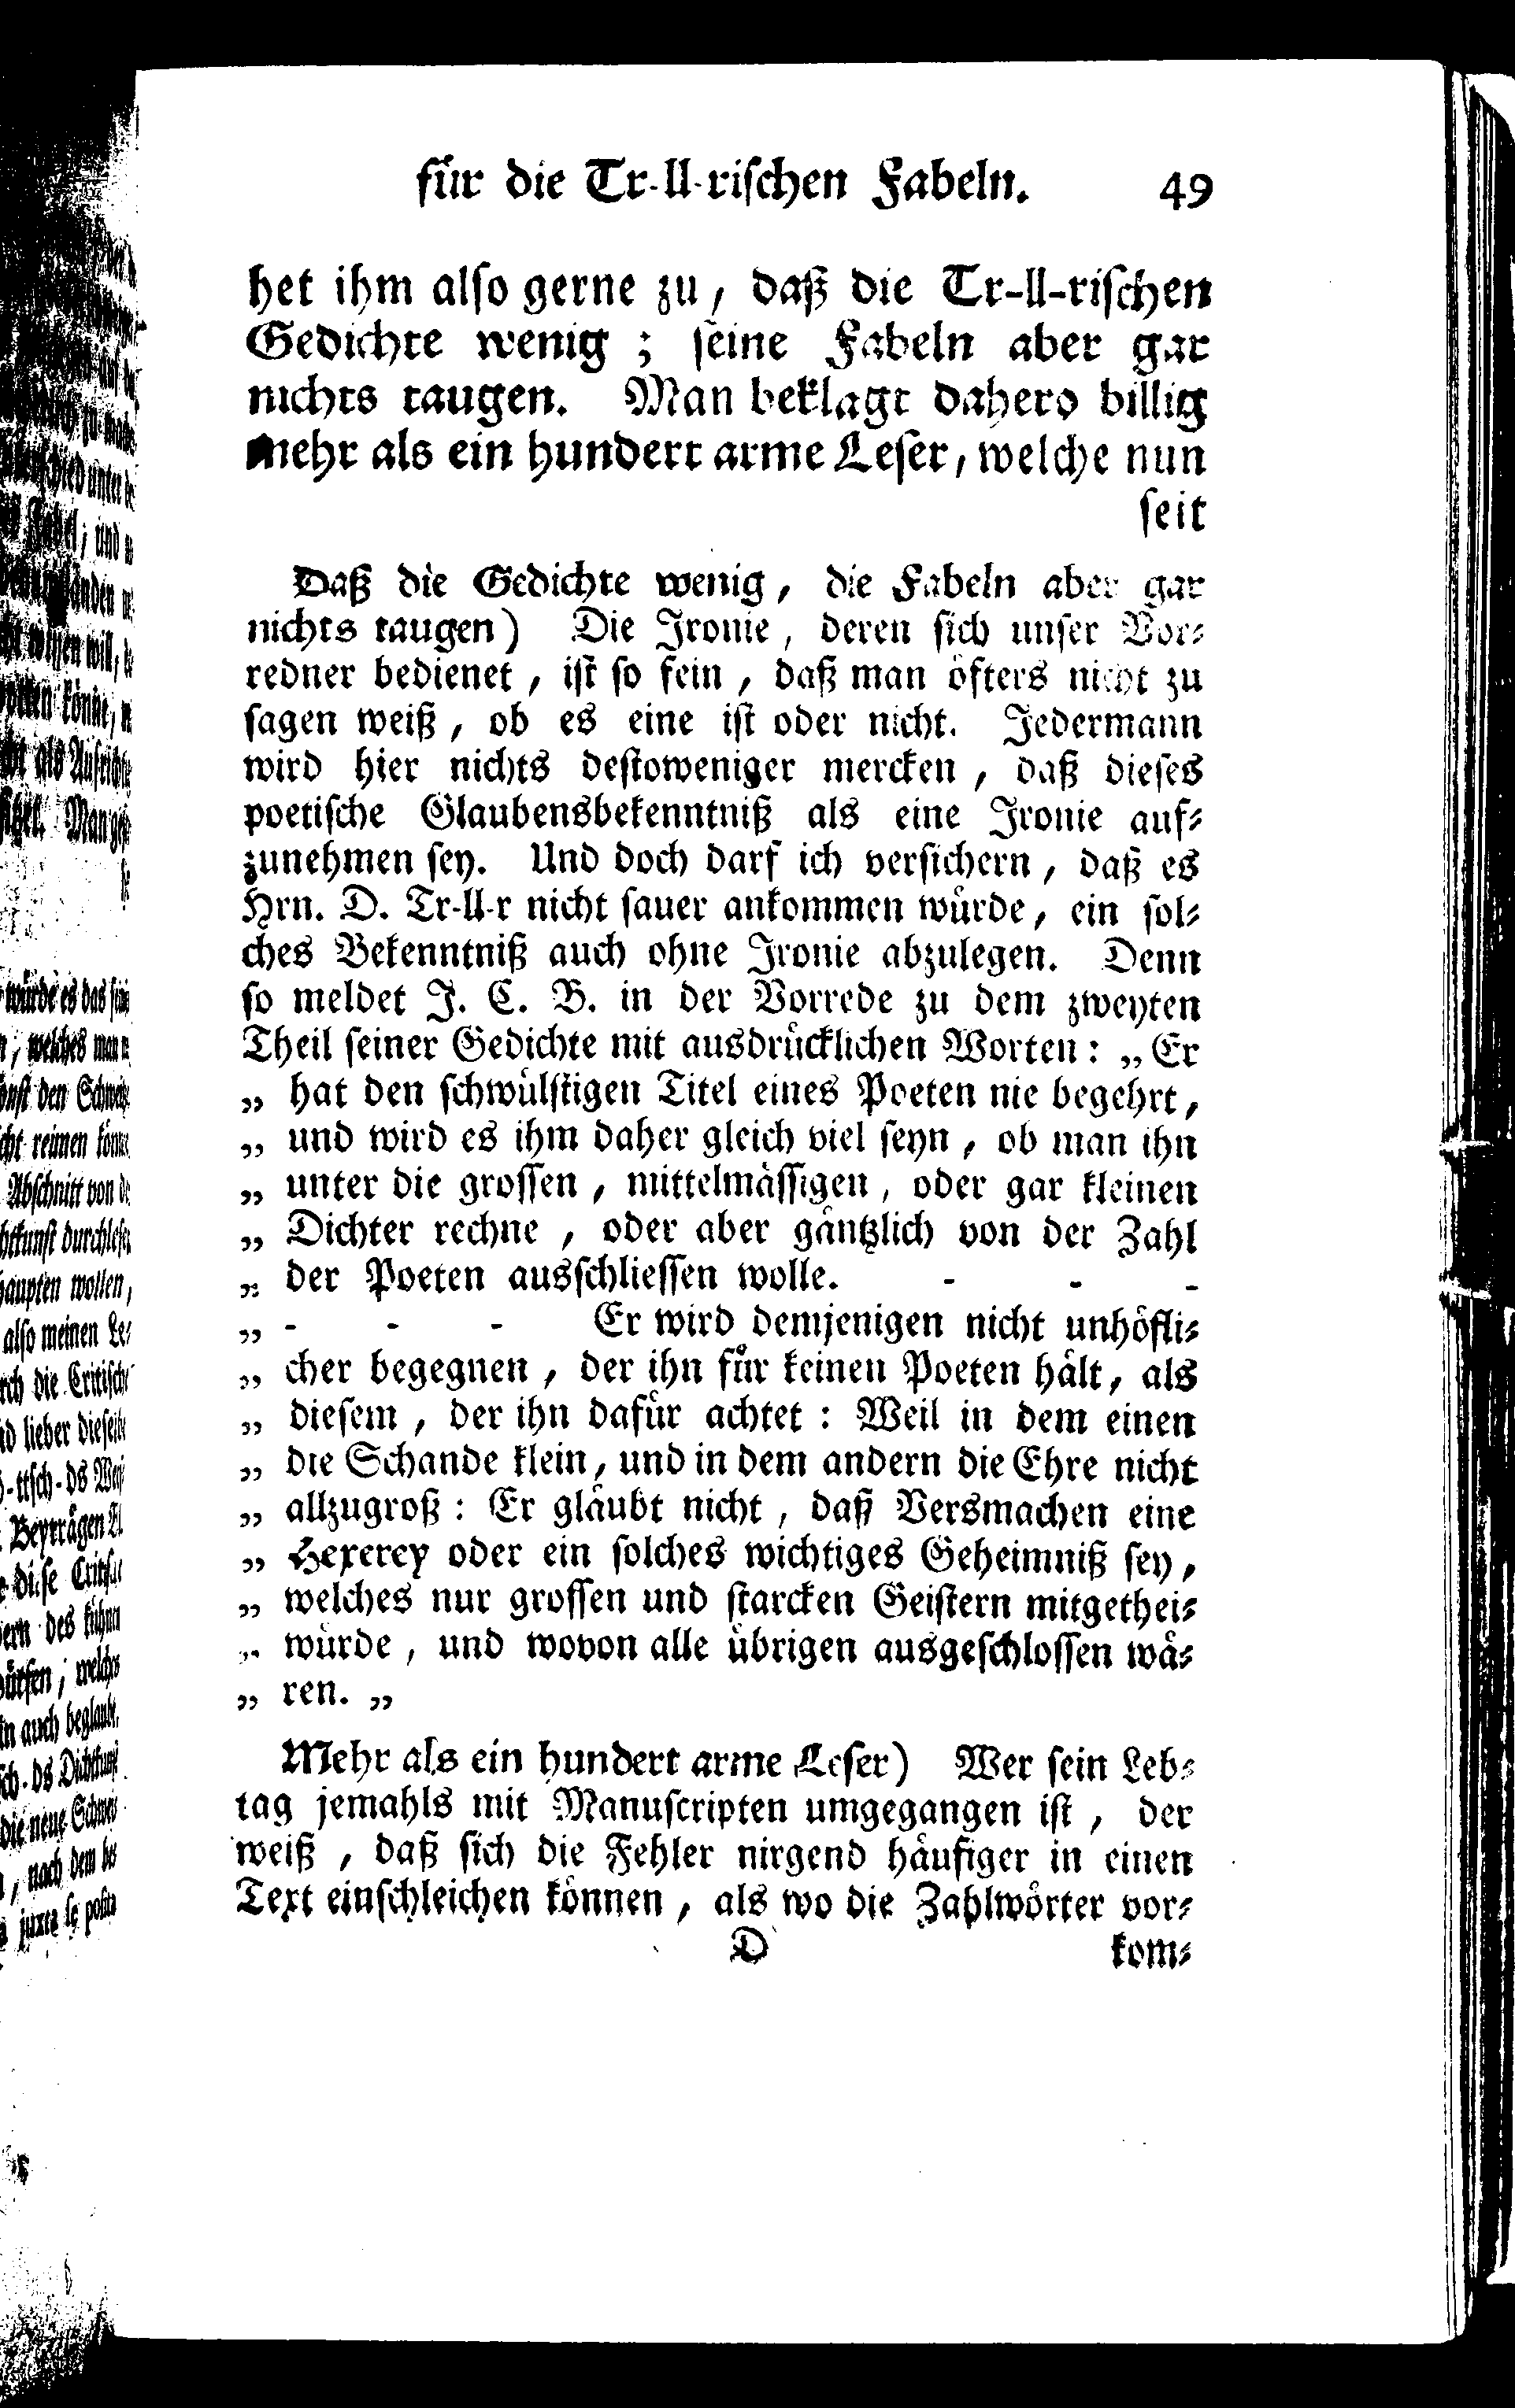 für die Tr-ll-rischen Fabeln. 49
het ihm also gerne zu, daß die Tr-ll-rischen
Gedichte wenig; seine Fabeln aber gar
nichts taugen. Man beklagt dahero billig
mehr als ein hundert arme Leser, welche nun
seit
Daß die Gedichte wenig, die Fabeln aber gar
nichts taugen) Die Ironie, deren sich unser Vor-
redner bedienet, ist so fein, daß man öfters nicht zu
sagen weiß, ob es eine ist oder nicht. Jedermann
wird hier nichts destoweniger mercken, daß dieses
poetische Glaubensbekenntniß als eine Ironie auf-
zunehmen sey. Und doch darf ich versichern, daß es
Hrn. D. Tr-ll-r nicht sauer ankommen würde, ein sol-
ches Bekenntniß auch ohne Ironie abzulegen. Denn
so meldet J. C. B. in der Vorrede zu dem zweyten
Theil seiner Gedichte mit ausdrücklichen Worten: „Er
„ hat den schwülstigen Titel eines Poeten nie begehrt,
„ und wird es ihm daher gleich viel seyn, ob man ihn
„ unter die grossen, mittelmässigen, oder gar kleinen
„ Dichter rechne, oder aber gäntzlich von der Zahl
„ der Poeten ausschliessen wolle. - - -
„ - - - Er wird demjenigen nicht unhöfli-
„ cher begegnen, der ihn für keinen Poeten hält, als
„ diesem, der ihn dafür achtet: Weil in dem einen
„ die Schande klein, und in dem andern die Ehre nicht
„ allzugroß: Er gläubt nicht, daß Versmachen eine
„ Hexerey oder ein solches wichtiges Geheimniß sey,
„ welches nur grossen und starcken Geistern mitgethei-
„ würde, und wovon alle übrigen ausgeschlossen wä-
„ ren. „
Mehr als ein hundert arme Leser) Wer sein Leb-
tag jemahls mit Manuscripten umgegangen ist, der
weiß, daß sich die Fehler nirgend häufiger in einen
Text einschleichen können, als wo die Zahlwörter vor-
D kom-